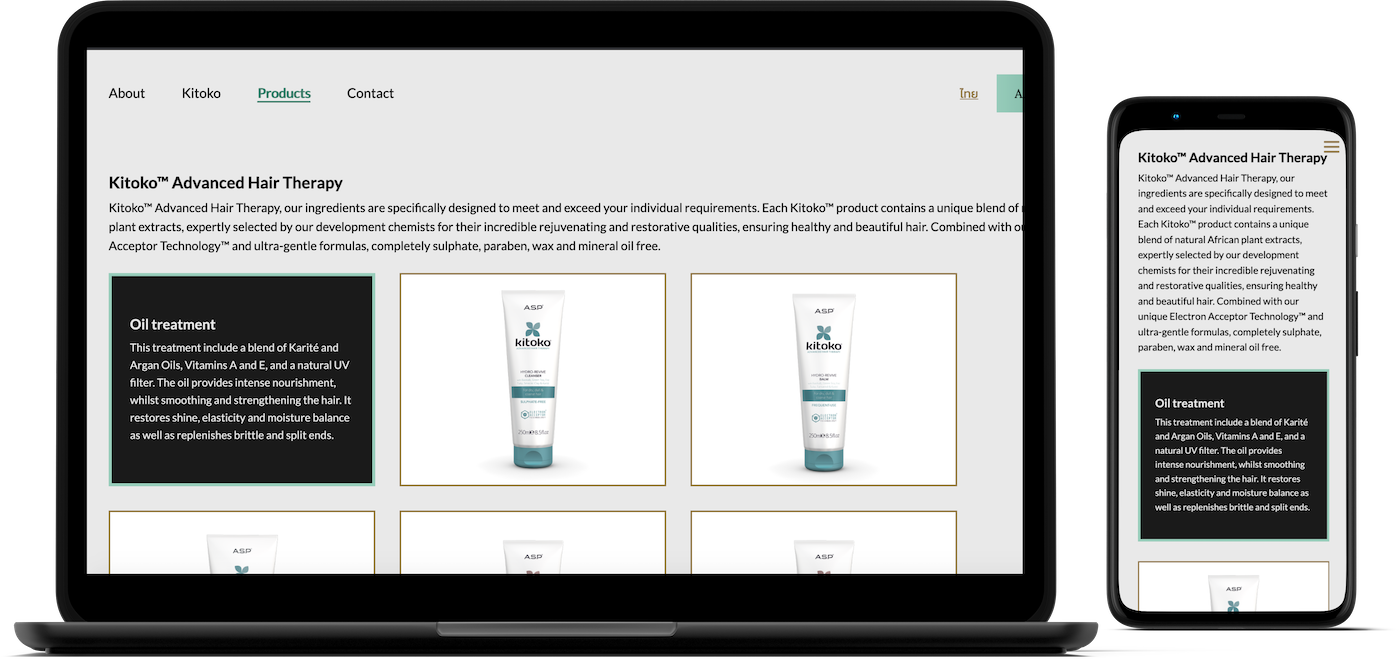 About Kitoko Products Contact ไทย A
Kitoko™ Advanced Hair Therapy
Kitoko™ Advanced Hair Therapy, our ingredients are specifically designed to meet and exceed your individual requirements. Each Kitoko™ product contains a unique blend of
plant extracts, expertly selected by our development chemists for their incredible rejuvenating and restorative qualities, ensuring healthy and beautiful hair. Combined with
Acceptor Technology™ and ultra-gentle formulas, completely sulphate, paraben, wax and mineral oil free.
Oil treatment
This treatment include a blend of Karité and
Argan Oils, Vitamins A and E, and a natural UV
filter. The oil provides intense nourishment,
whilst smoothing and strengthening the hair. It
restores shine, elasticity and moisture balance
as well as replenishes brittle and split ends.
A.S.P
kitoko
HYDRO-REVIVE
CLEANSER
250ml℮8.5fl.oz
A.S.P
kitoko
HYDRO-REVIVE
BALM
250ml℮8.5fl.oz
A.S.P
A.S.P
A.S.P
Kitoko™ Advanced Hair Therapy
Kitoko™ Advanced Hair Therapy, our
ingredients are specifically designed to meet
and exceed your individual requirements.
Each Kitoko™ product contains a unique
blend of natural African plant extracts,
expertly selected by our development
chemists for their incredible rejuvenating
and restorative qualities, ensuring healthy
and beautiful hair. Combined with our
unique Electron Acceptor Technology™ and
ultra-gentle formulas, completely sulphate,
paraben, wax and mineral oil free.
Oil treatment
This treatment include a blend of Karité
and Argan Oils, Vitamins A and E, and a
natural UV filter. The oil provides
intense nourishment, whilst smoothing
and strengthening the hair. It restores
shine, elasticity and moisture balance as
well as replenishes brittle and split ends.
A.S.P